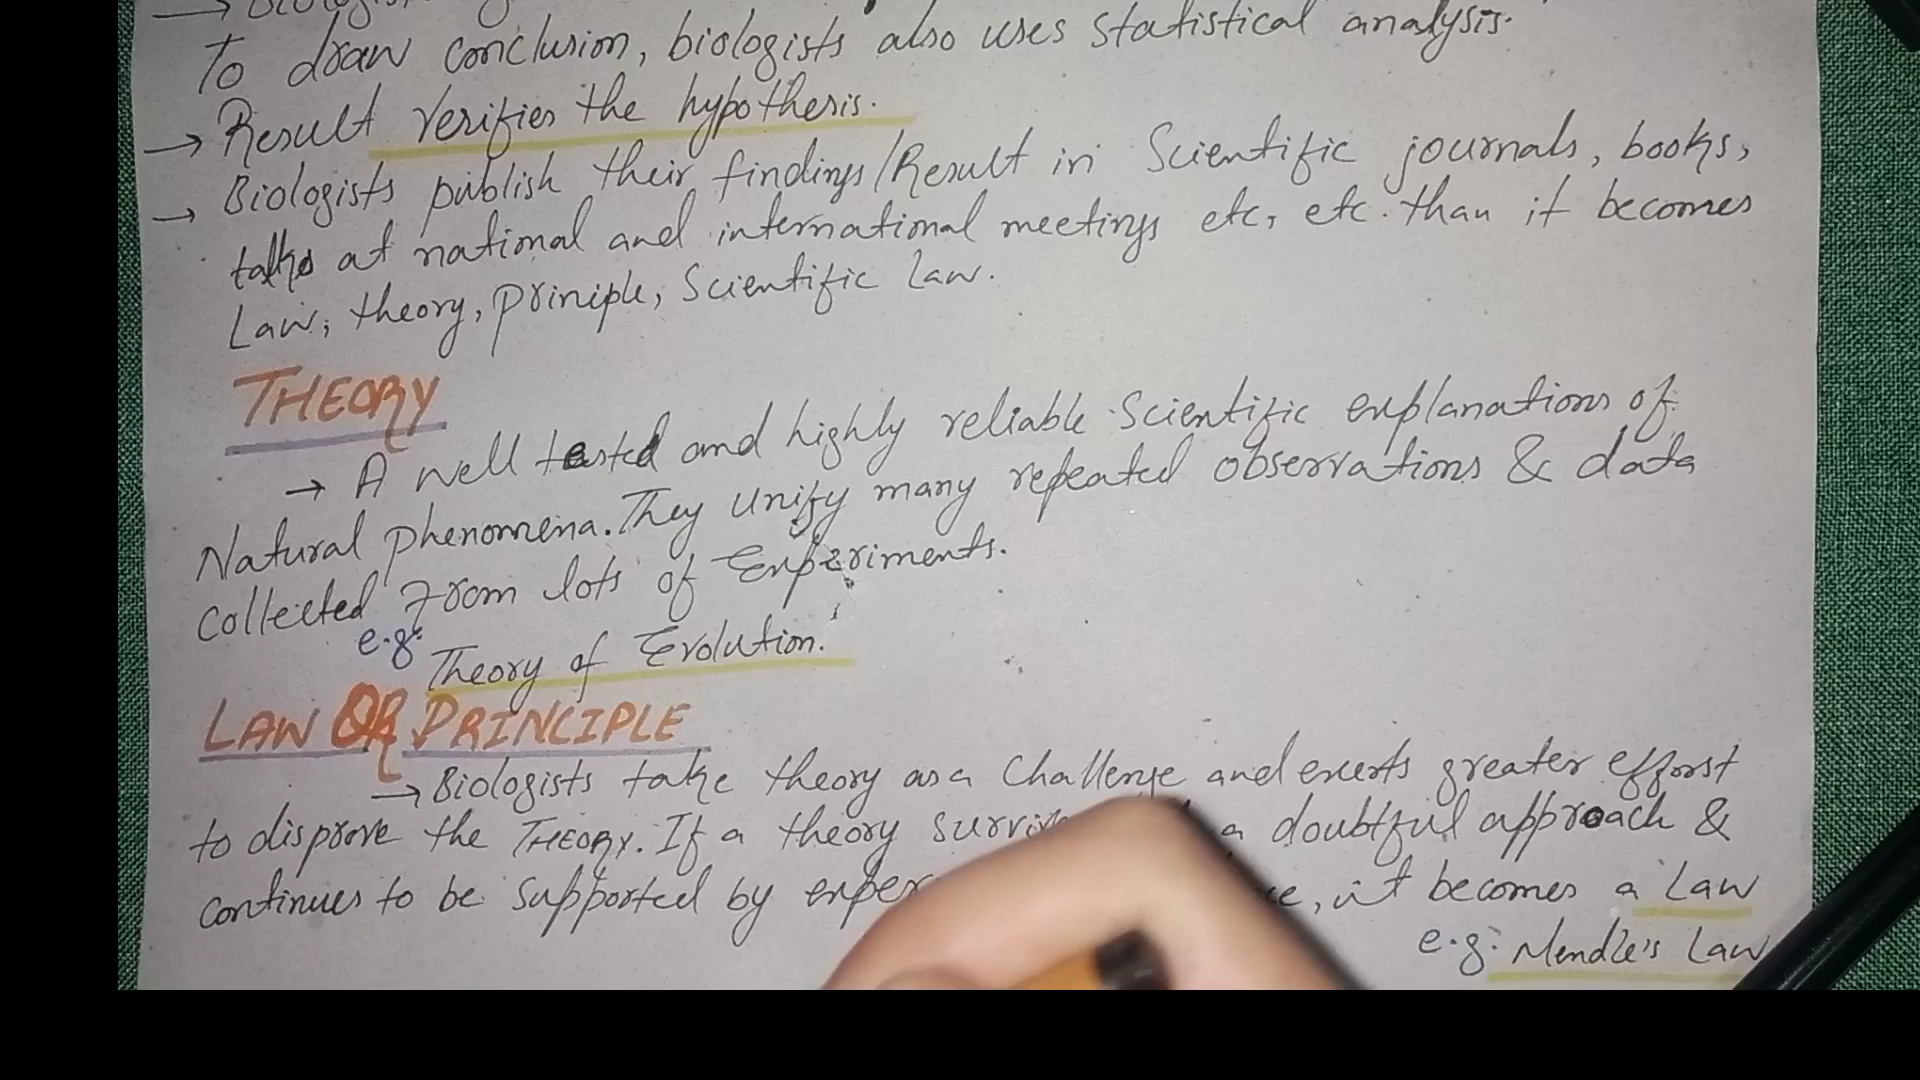 To draw conclusion, biologists also uses statistical analysis.
→ Result verifies the hypothesis.
→ Biologists publish their findings/Result in Scientific journals, books,
talks at national and international meetings etc, etc. than it becomes
Law, theory, priniple, Scientific Law.
THEORY
→ A well tested and highly reliable Scientific explanations of
Natural phenomena. They unify many repeated observations & data
collected from lots of Experiments.
e.g: Theory of Evolution.
LAW OR PRINCIPLE
→ Biologists take theory as a Challenge and exerts greater effort
to disprove the THEORY. If a theory a doubtful approach &
continues to be supported by it becomes a Law
e.g: Mendle's Law